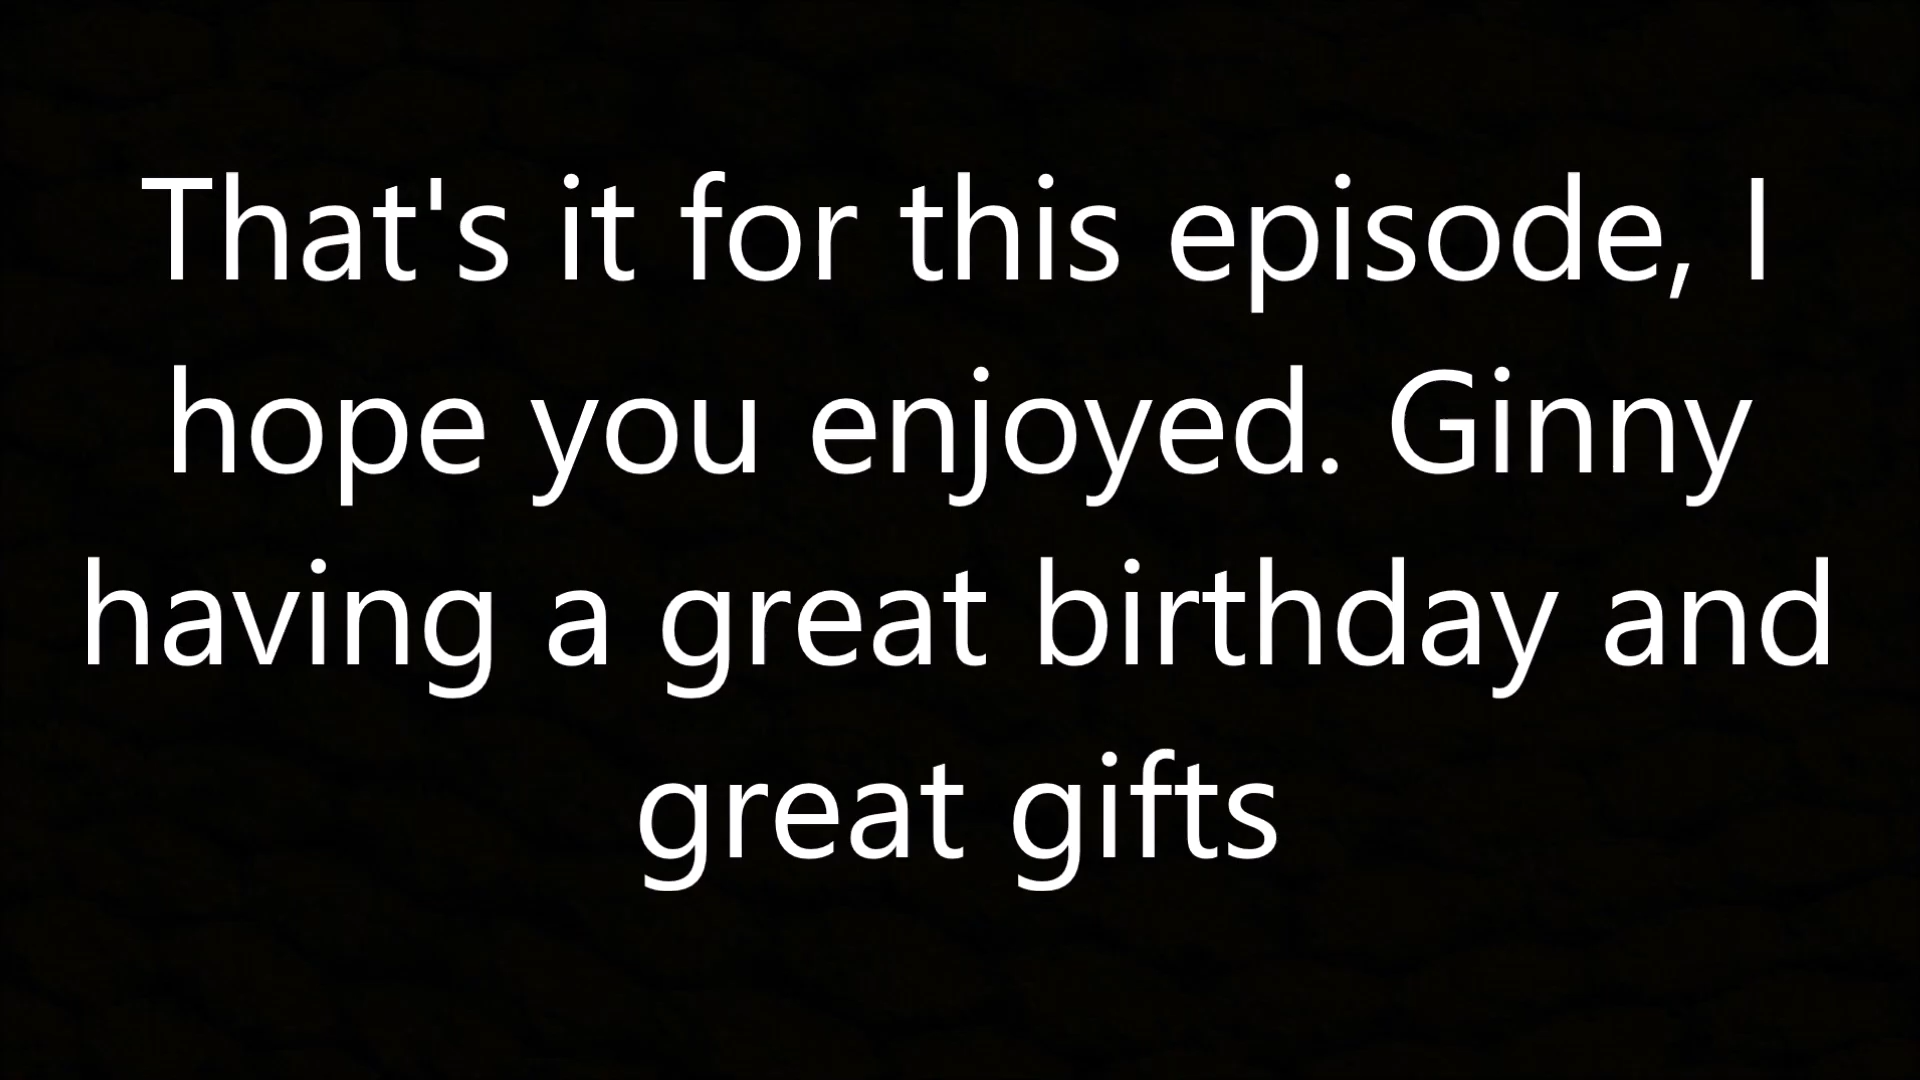 That's it for this episode, I
hope you enjoyed. Ginny
having a great birthday and
great gifts